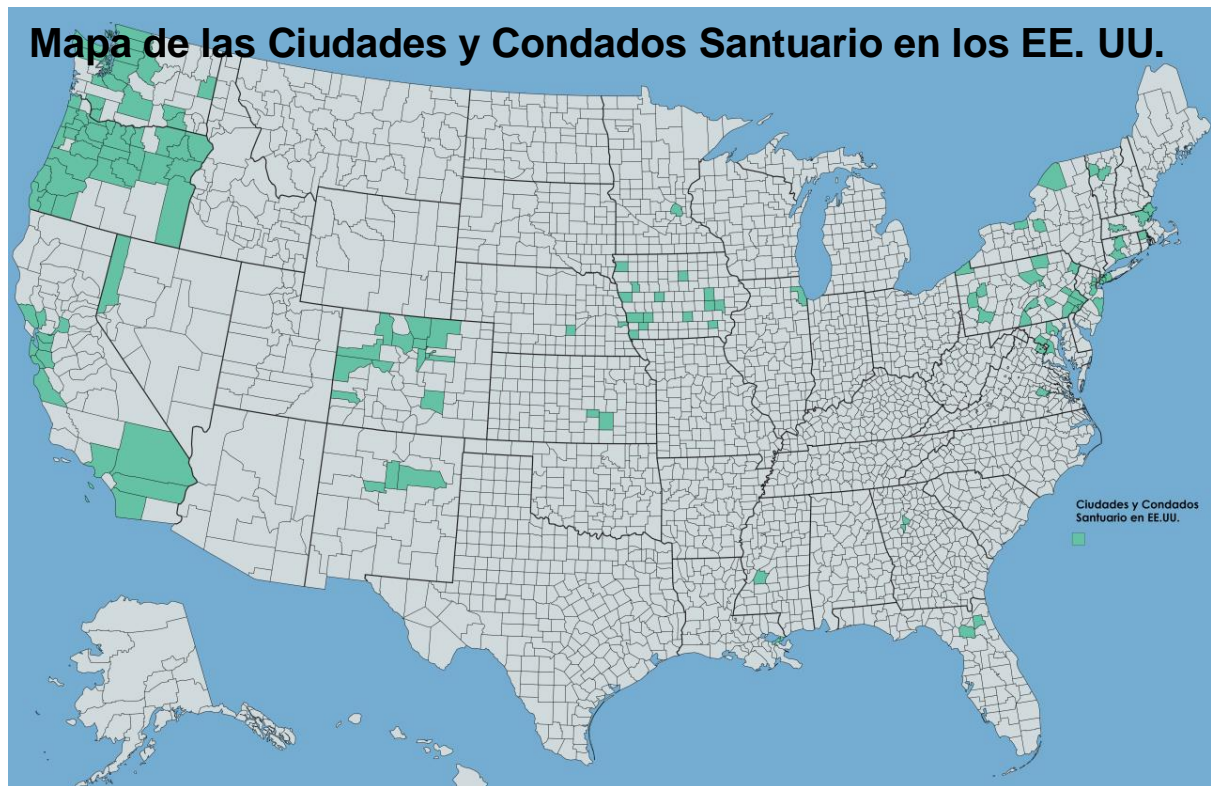 Mapa de las Ciudades y Condados Santuario en los EE. UU.
Ciudades y Condados
Santuario en EE.UU.